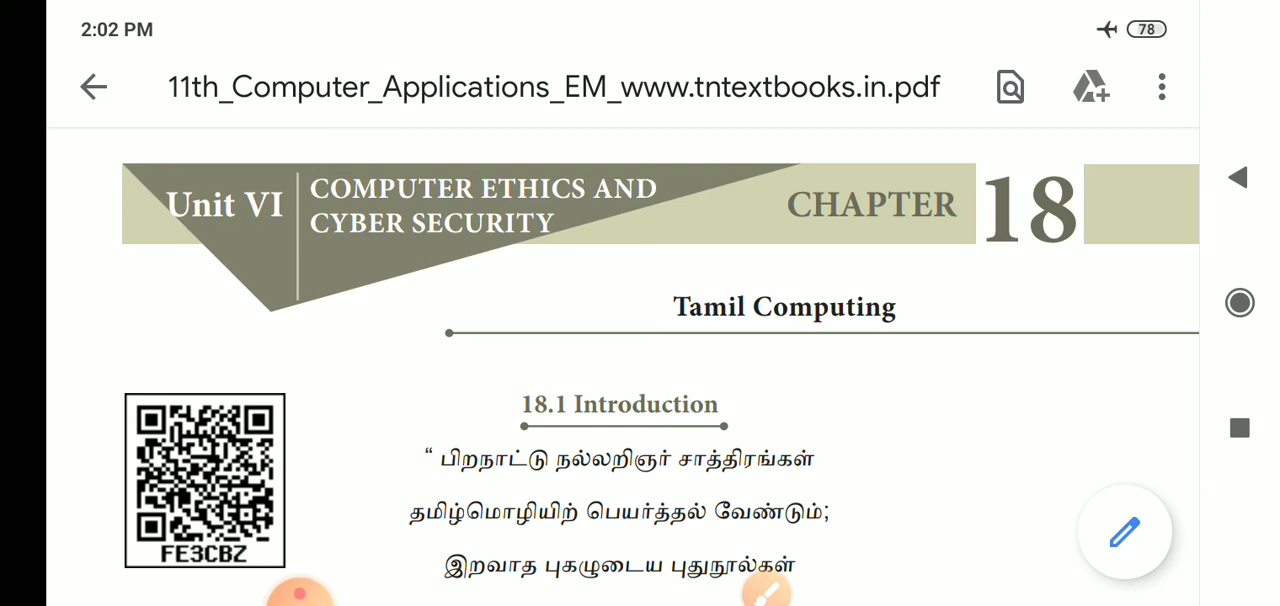 2:02 PM
78
11th_Computer_Applications_EM_www.tntextbooks.in.pdf
Unit VI
COMPUTER ETHICS AND
CYBER SECURITY
CHAPTER 18
Tamil Computing
18.1 Introduction
“ பிறநாட்டு நல்லறிஞர் சாத்திரங்கள்
தமிழ்மொழியிற் பெயர்த்தல் வேண்டும்;
இறவாத புகழுடைய புதுநூல்கள்
FE3CBZ